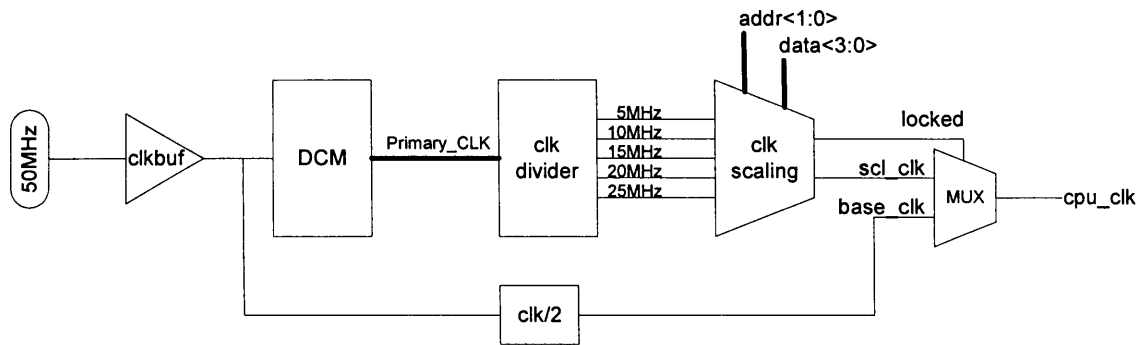 addr<1:0>
data<3:0>
50MHz
clkbuf
DCM
Primary_CLK
clk
divider
5MHz
10MHz
15MHz
20MHz
25MHz
clk
scaling
locked
scl_clk
base_clk
MUX
cpu_clk
clk/2